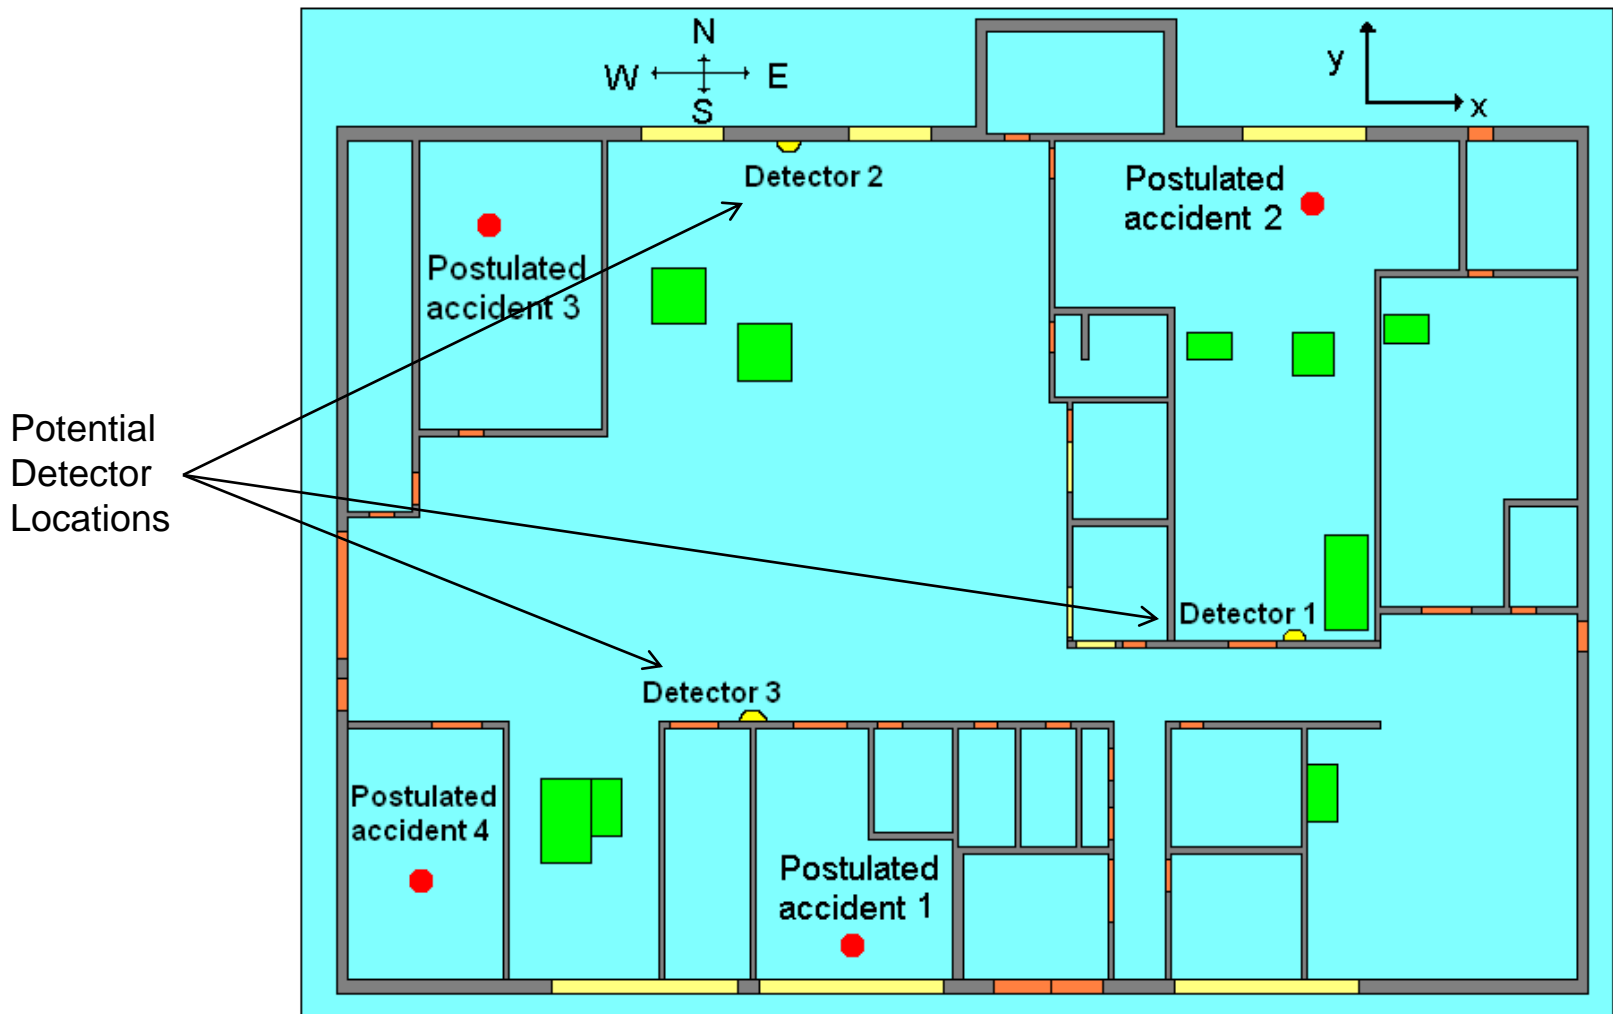 N
W
E
S
y
x
Detector 2
Postulated
accident 2
Postulated
accident 3
Potential
Detector
Locations
Detector 1
Detector 3
Postulated
accident 4
Postulated
accident 1